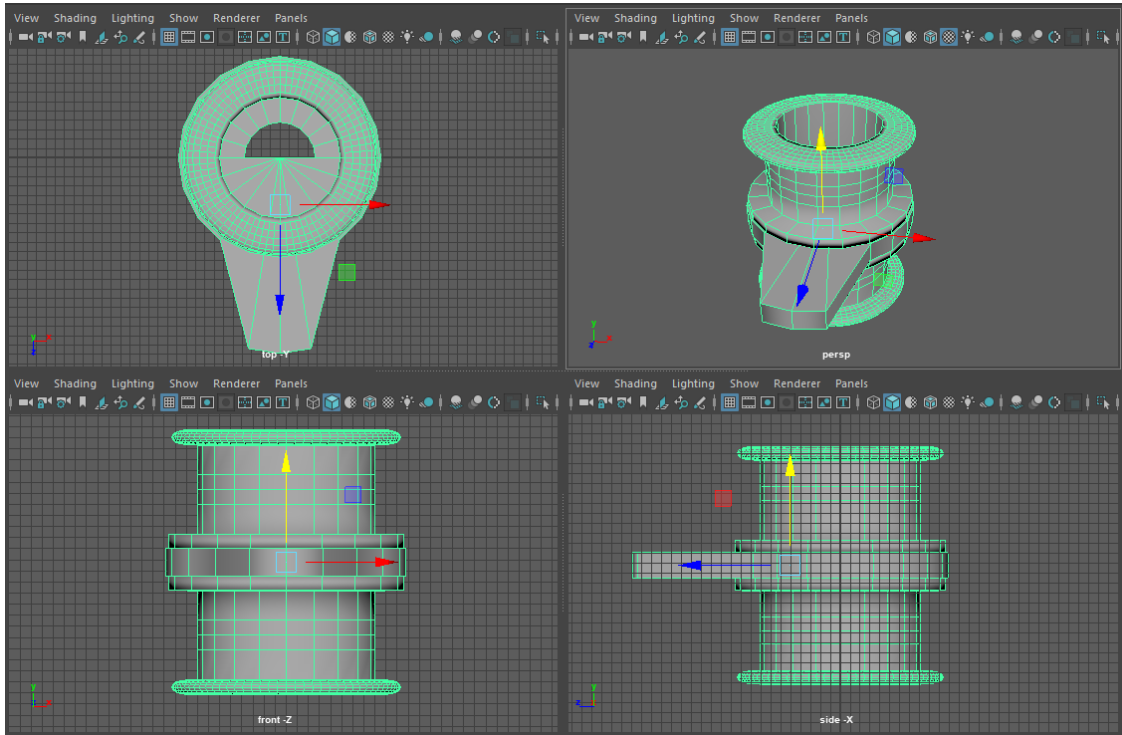 View Shading Lighting Show Renderer Panels
top -Y
y
x
z
View Shading Lighting Show Renderer Panels
persp
y
x
z
View Shading Lighting Show Renderer Panels
front -Z
y
x
View Shading Lighting Show Renderer Panels
side -X
y
z